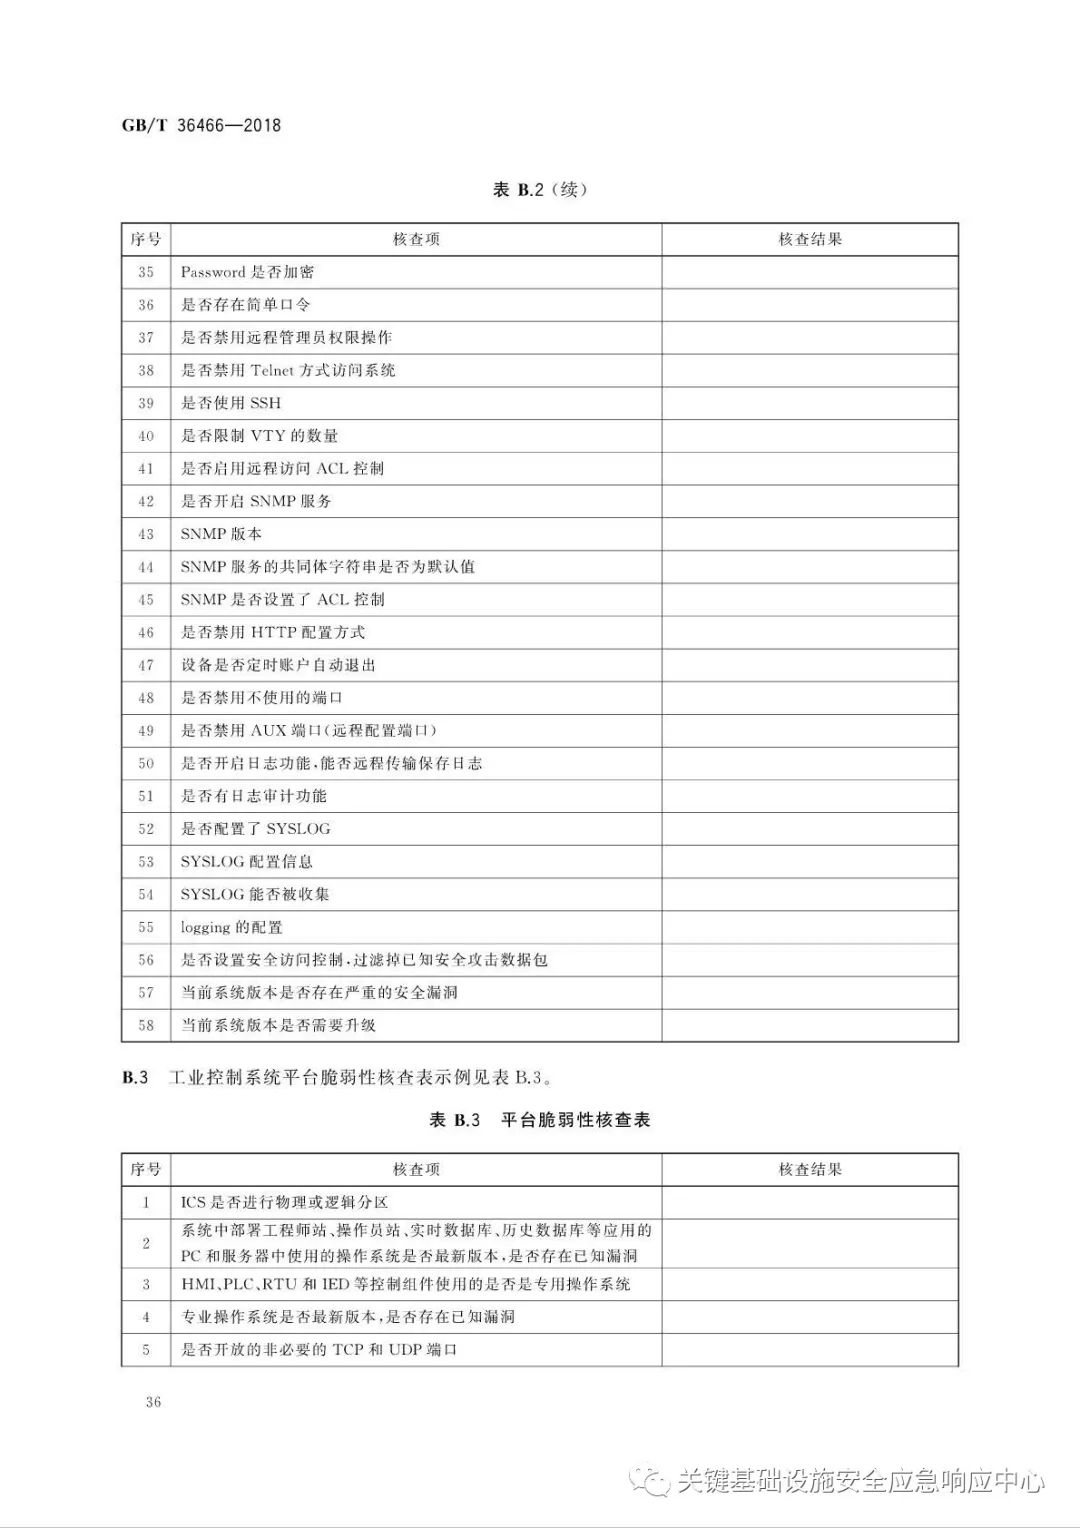 GB/T 36466—2018
表 B.2（续）
序号 核查项 核查结果
35 Password 是否加密
36 是否存在简单口令
37 是否禁用远程管理员权限操作
38 是否禁用 Telnet 方式访问系统
39 是否使用 SSH
40 是否限制 VTY 的数量
41 是否启用远程访问 ACL 控制
42 是否开启 SNMP 服务
43 SNMP 版本
44 SNMP 服务的共同体字符串是否为默认值
45 SNMP 是否设置了 ACL 控制
46 是否禁用 HTTP 配置方式
47 设备是否定时账户自动退出
48 是否禁用不使用的端口
49 是否禁用 AUX 端口（远程配置端口）
50 是否开启日志功能，能否远程传输保存日志
51 是否有日志审计功能
52 是否配置了 SYSLOG
53 SYSLOG 配置信息
54 SYSLOG 能否被收集
55 logging 的配置
56 是否设置安全访问控制，过滤掉已知安全攻击数据包
57 当前系统版本是否存在严重的安全漏洞
58 当前系统版本是否需要升级
B.3 工业控制系统平台脆弱性核查表示例见表 B.3。
表 B.3 平台脆弱性核查表
序号 核查项 核查结果
1 ICS 是否进行物理或逻辑分区
2 系统中部署工程师站、操作员站、实时数据库、历史数据库等应用的
PC 和服务器中使用的操作系统是否最新版本，是否存在已知漏洞
3 HMI、PLC、RTU 和 IED 等控制组件使用的是否是专用操作系统
4 专业操作系统是否最新版本，是否存在已知漏洞
5 是否开放的非必要的 TCP 和 UDP 端口
36
关键基础设施安全应急响应中心